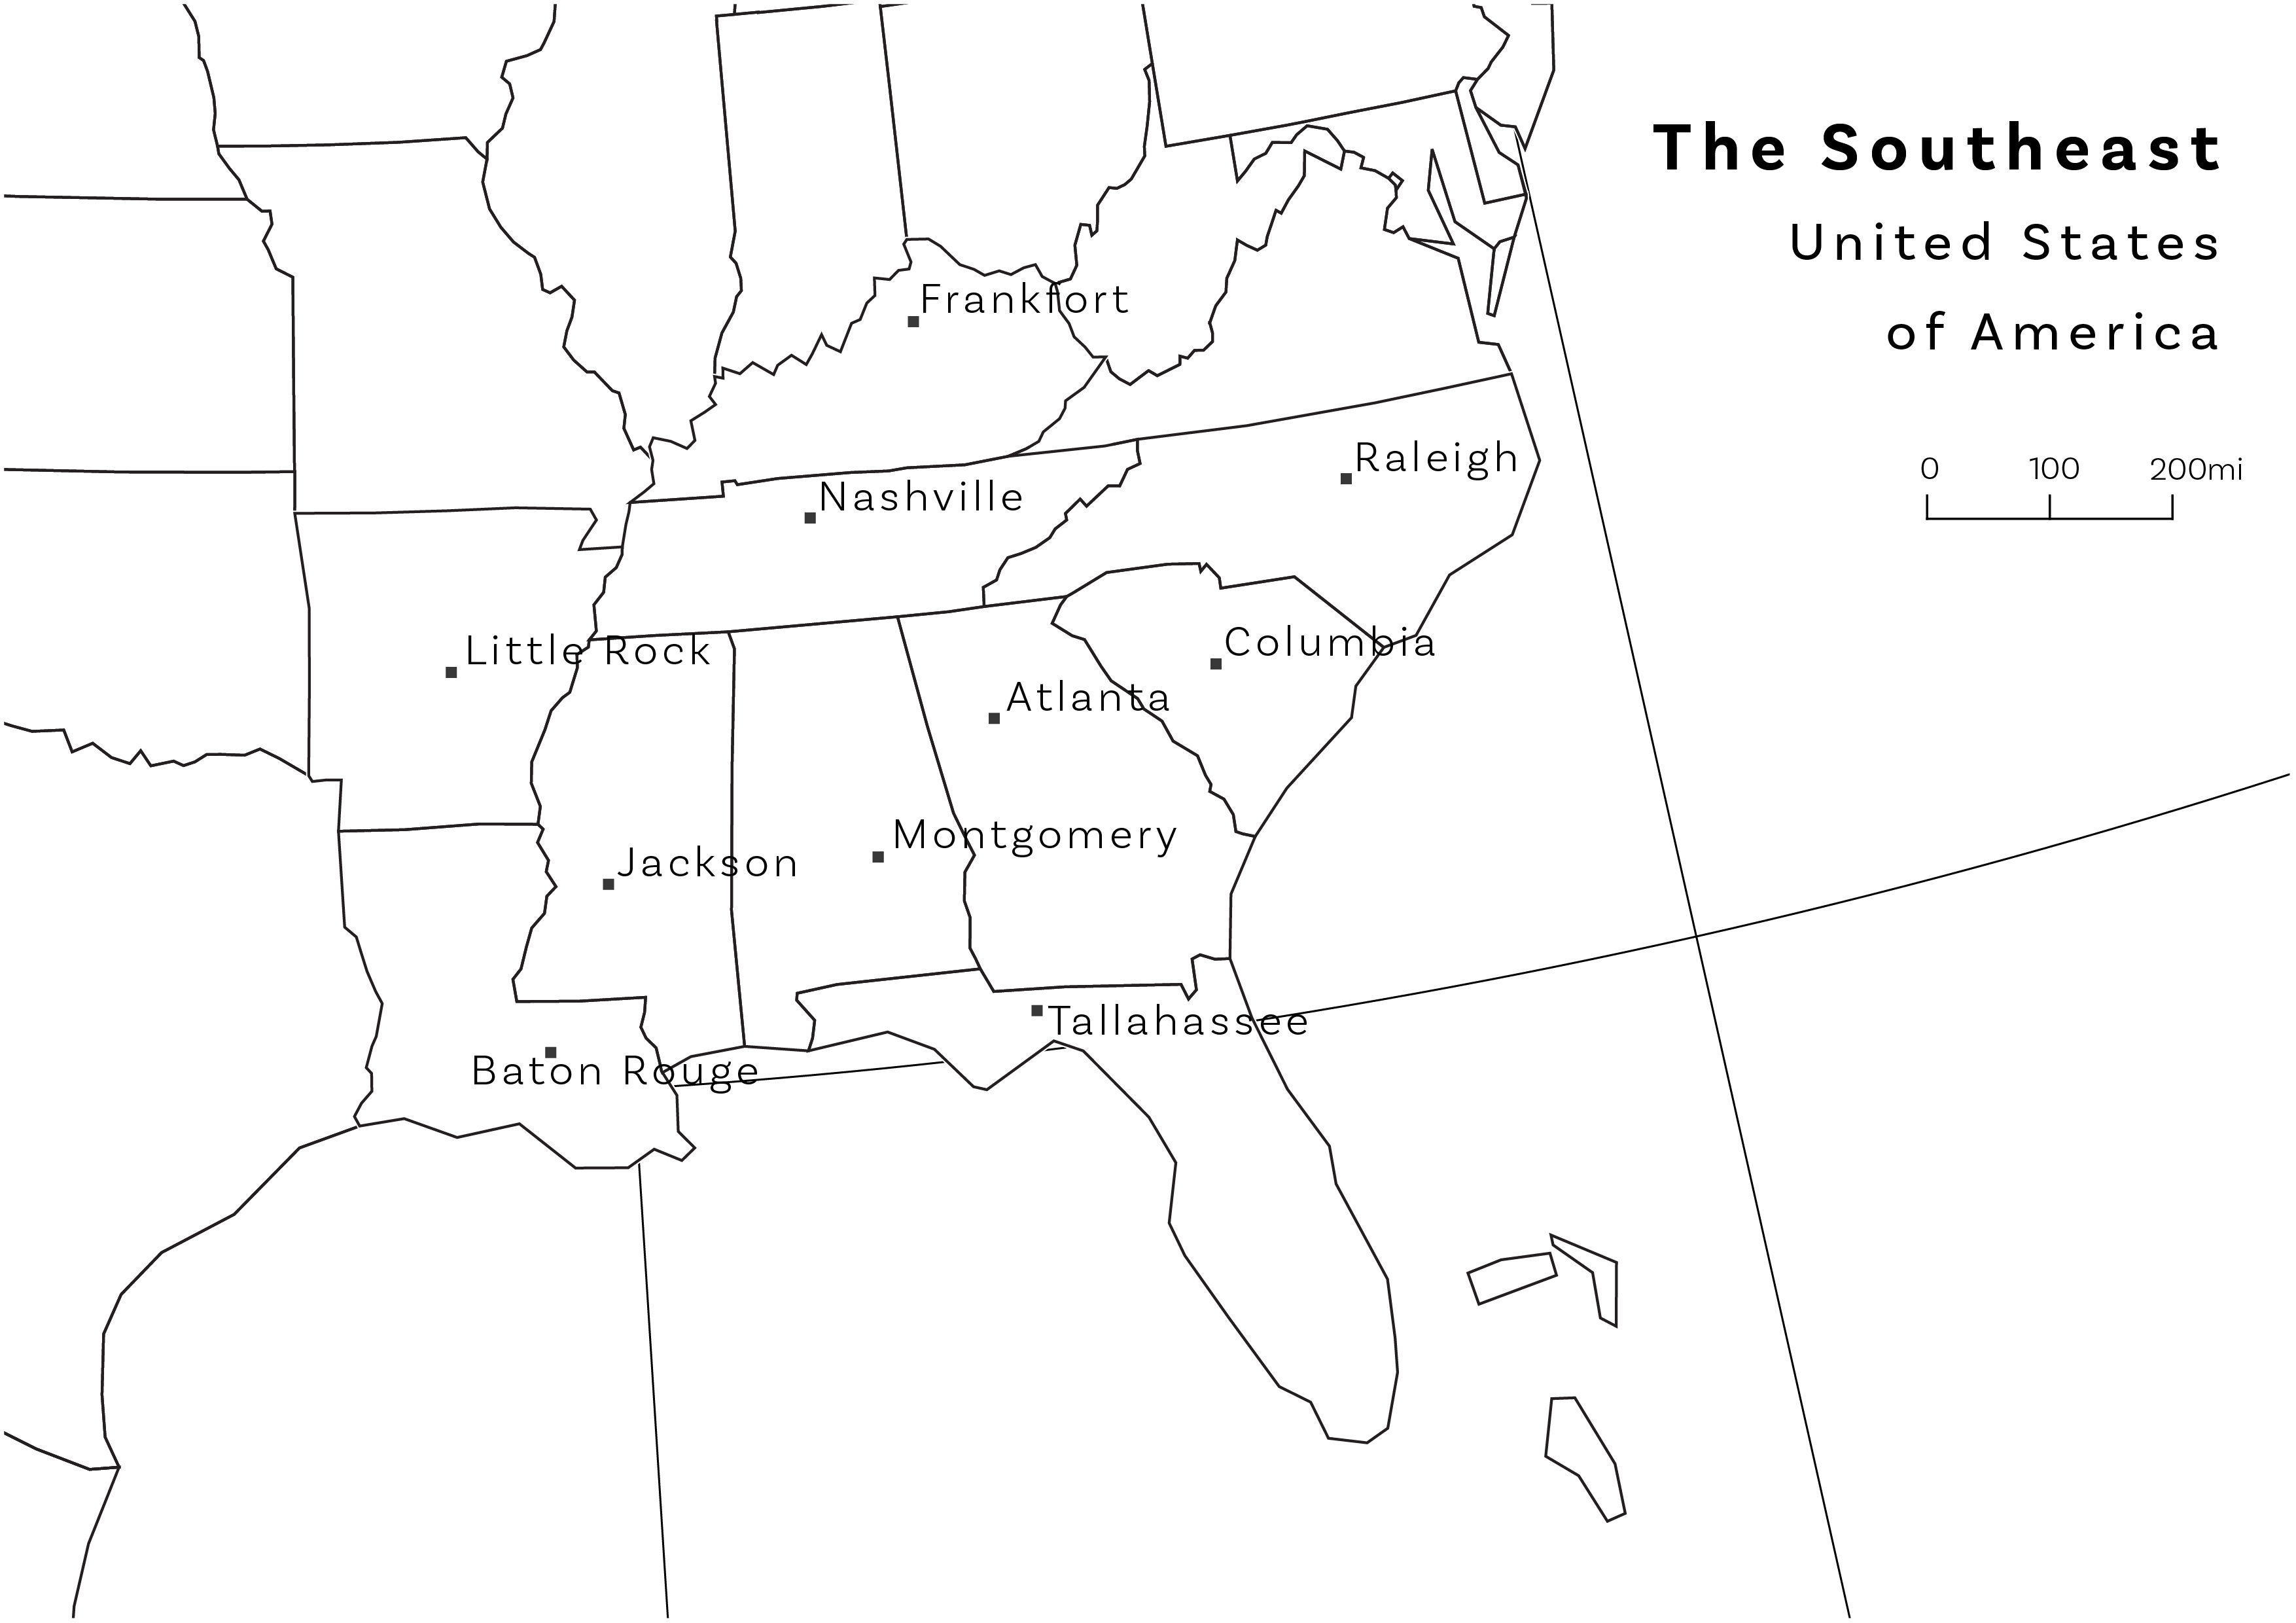 The Southeast
United States
of America
0 100 200mi
Frankfort
Raleigh
Nashville
Little Rock
Columbia
Atlanta
Montgomery
Jackson
Tallahassee
Baton Rouge